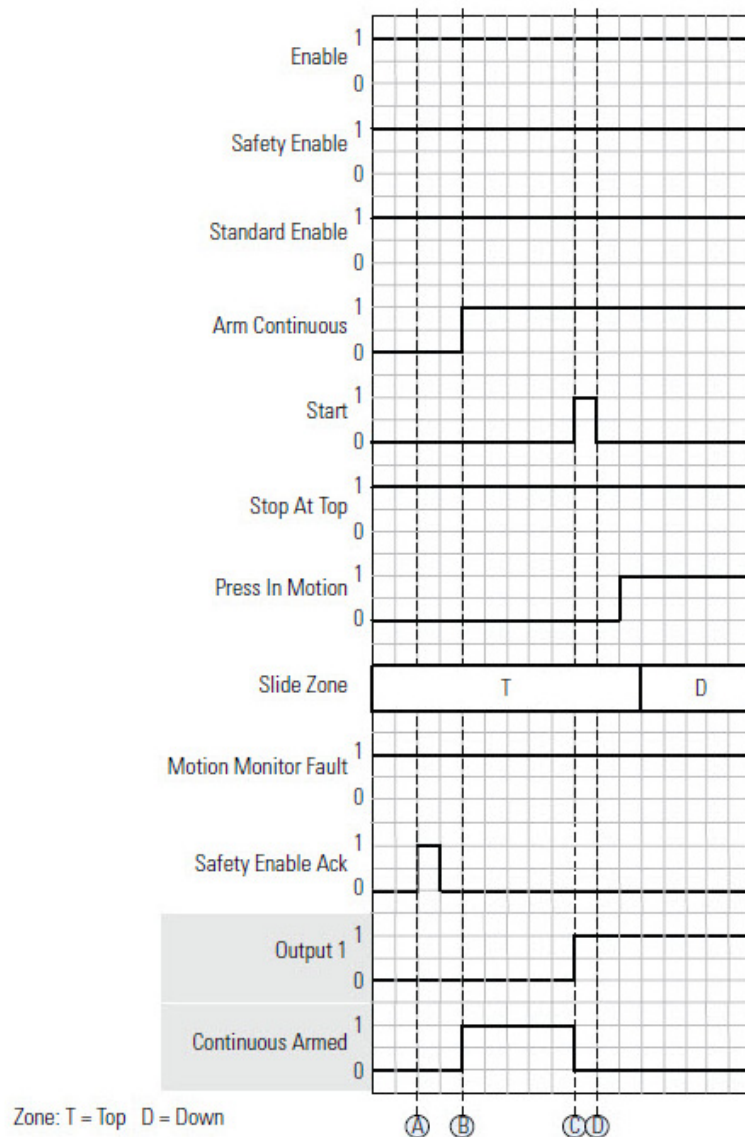 Enable 1
0
Safety Enable 1
0
Standard Enable 1
0
Arm Continuous 1
0
Start 1
0
Stop At Top 1
0
Press In Motion 1
0
Slide Zone T D
Motion Monitor Fault 1
0
Safety Enable Ack 1
0
Output 1 1
0
Continuous Armed 1
0
Zone: T = Top D = Down
A B C D